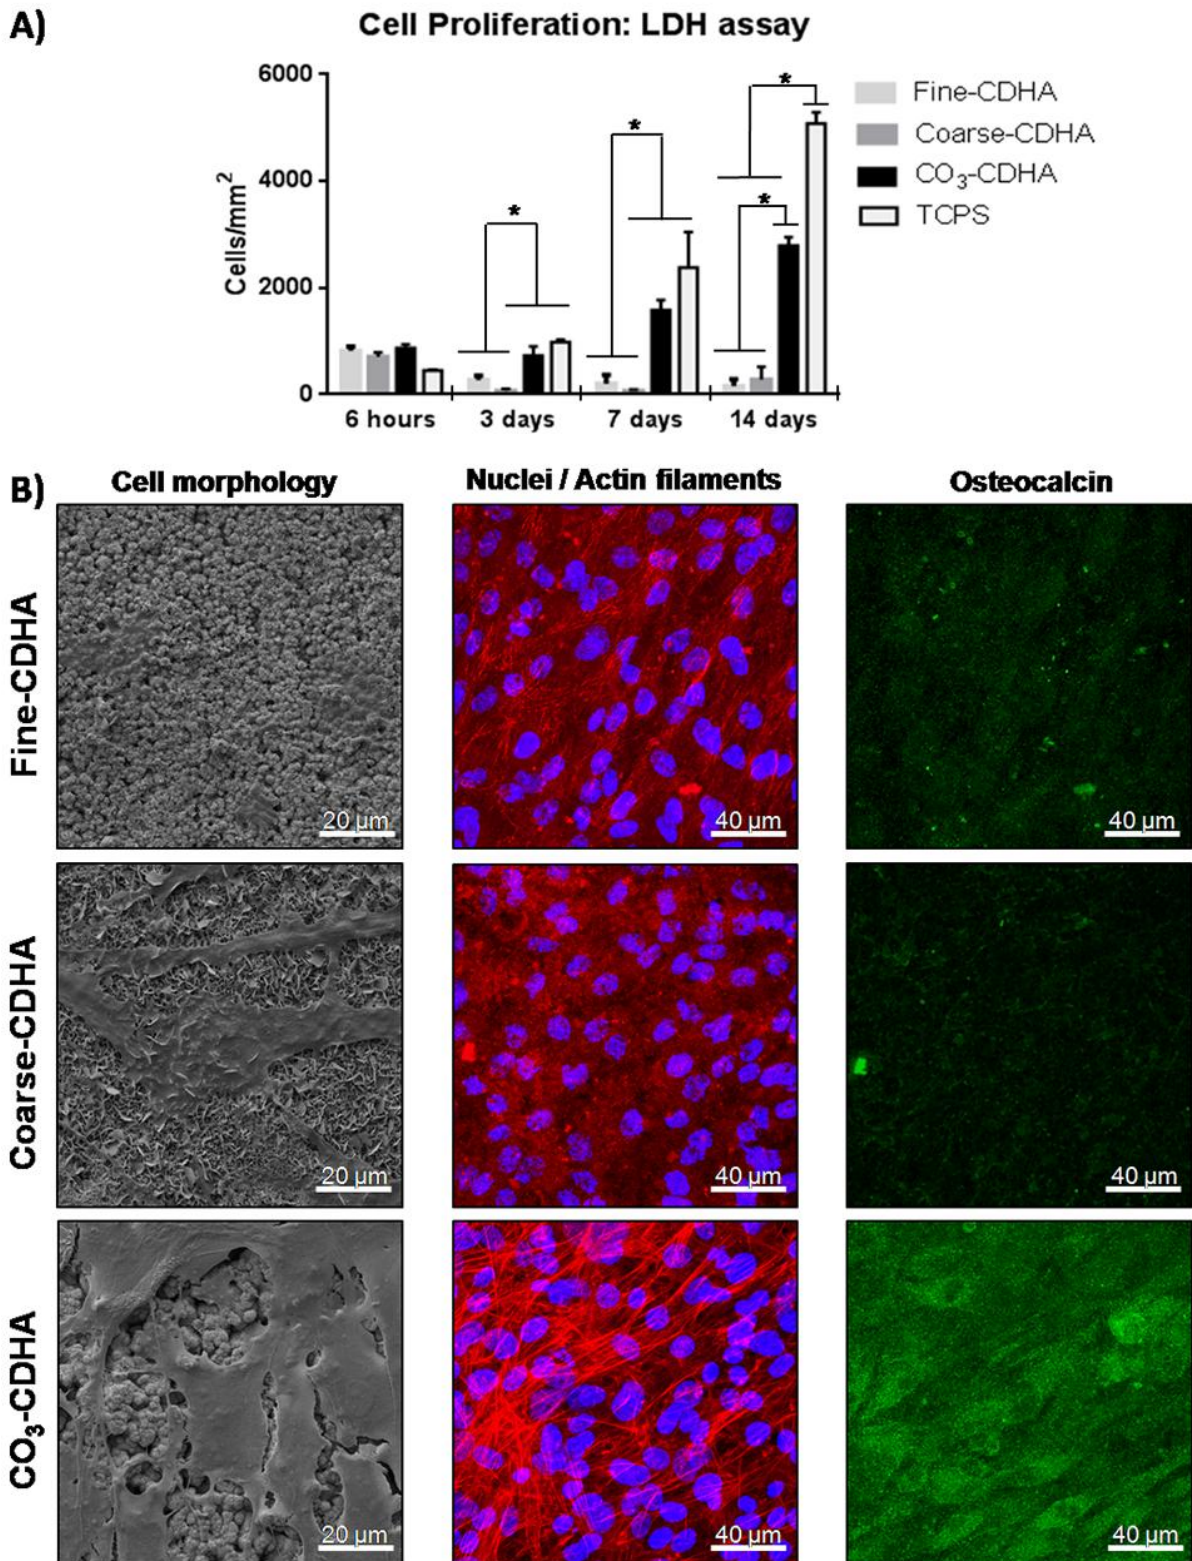 A)
Cell Proliferation: LDH assay
6000
4000
2000
0
Cells/mm²
*
*
*
*
6 hours
3 days
7 days
14 days
Fine-CDHA
Coarse-CDHA
CO₃-CDHA
TCPS
B)
Cell morphology
Nuclei / Actin filaments
Osteocalcin
Fine-CDHA
20 µm
40 µm
40 µm
Coarse-CDHA
20 µm
40 µm
40 µm
CO₃-CDHA
20 µm
40 µm
40 µm